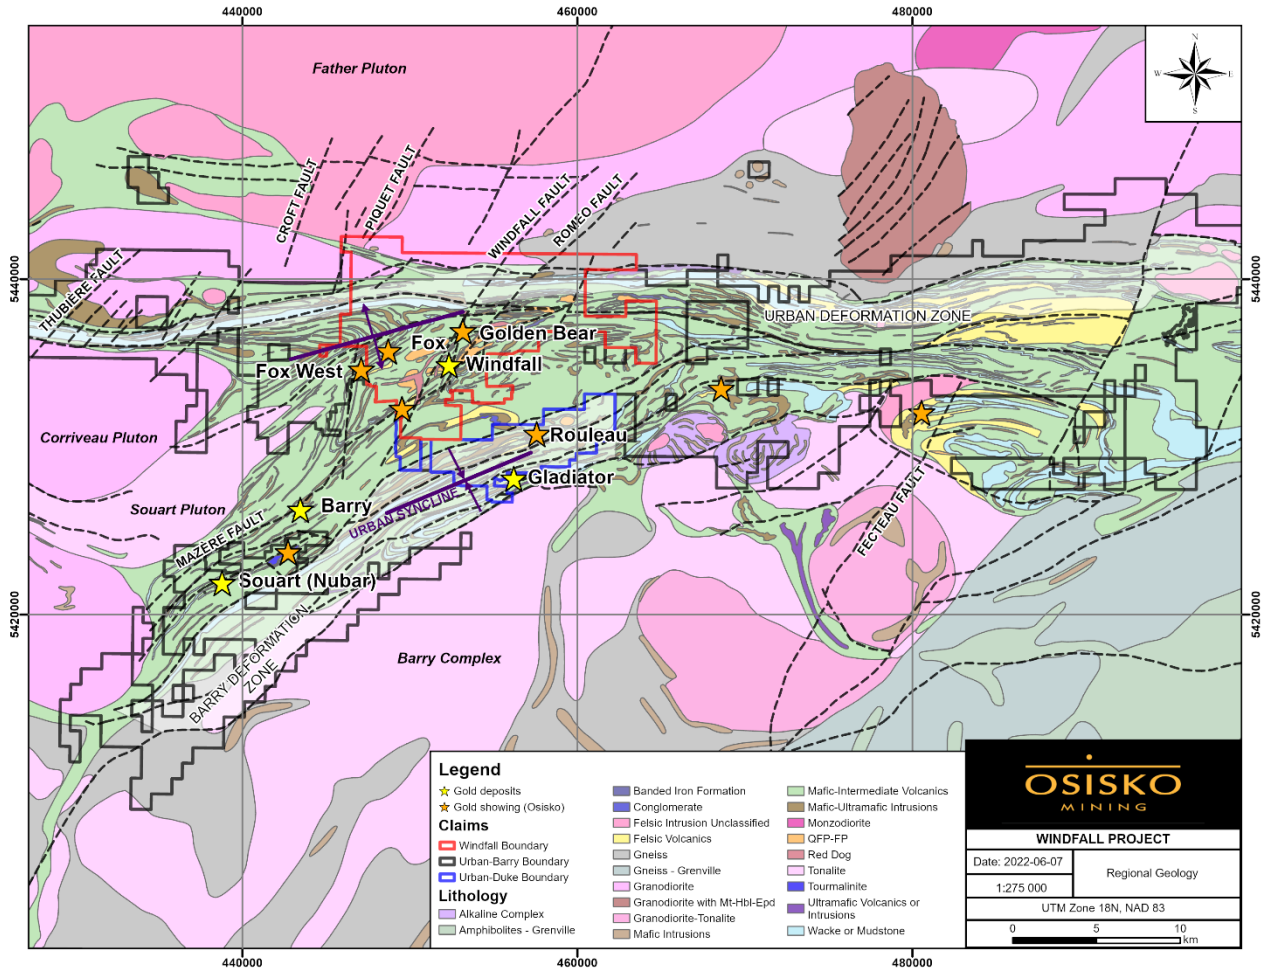 440000
460000
480000
Father Pluton
N
W
E
S
CROFT FAULT
PIQUET FAULT
WINDFALL FAULT
ROMEO FAULT
THUBIÈRE FAULT
5440000
5440000
URBAN DEFORMATION ZONE
Golden Bear
Fox
Windfall
Fox West
Corriveau Pluton
Rouleau
Gladiator
Souart Pluton
Barry
URBAN SYNCLINE
MAZÈRE FAULT
FECTEAU FAULT
Souart (Nubar)
5420000
5420000
BARRY DEFORMATION
ZONE
Barry Complex
Legend
Gold deposits
Gold showing (Osisko)
Claims
Windfall Boundary
Urban-Barry Boundary
Urban-Duke Boundary
Lithology
Alkaline Complex
Amphibolites - Grenville
Banded Iron Formation
Conglomerate
Felsic Intrusion Unclassified
Felsic Volcanics
Gneiss
Gneiss - Grenville
Granodiorite
Granodiorite with Mt-Hbl-Epd
Granodiorite-Tonalite
Mafic Intrusions
Mafic-Intermediate Volcanics
Mafic-Ultramafic Intrusions
Monzodiorite
QFP-FP
Red Dog
Tonalite
Tourmalinite
Ultramafic Volcanics or
Intrusions
Wacke or Mudstone
OSISKO
MINING
WINDFALL PROJECT
Date: 2022-06-07
1:275 000
Regional Geology
UTM Zone 18N, NAD 83
0
5
10
km
440000
460000
480000